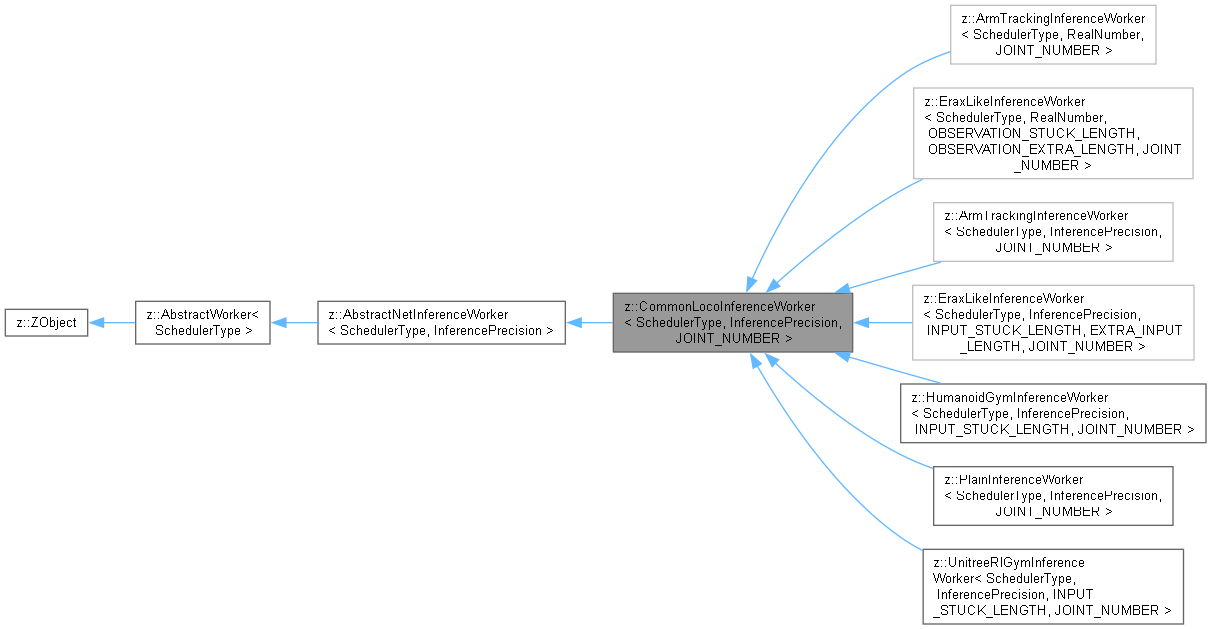 z::ZObject
z::AbstractWorker<
SchedulerType >
z::AbstractNetInferenceWorker
< SchedulerType, InferencePrecision >
z::CommonLocoInferenceWorker
< SchedulerType, InferencePrecision,
JOINT_NUMBER >
z::ArmTrackingInferenceWorker
< SchedulerType, RealNumber,
JOINT_NUMBER >
z::EraxLikeInferenceWorker
< SchedulerType, RealNumber,
OBSERVATION_STUCK_LENGTH,
OBSERVATION_EXTRA_LENGTH, JOINT
_NUMBER >
z::ArmTrackingInferenceWorker
< SchedulerType, InferencePrecision,
JOINT_NUMBER >
z::EraxLikeInferenceWorker
< SchedulerType, InferencePrecision,
INPUT_STUCK_LENGTH, EXTRA_INPUT
_LENGTH, JOINT_NUMBER >
z::HumanoidGymInferenceWorker
< SchedulerType, InferencePrecision,
INPUT_STUCK_LENGTH, JOINT_NUMBER >
z::PlainInferenceWorker
< SchedulerType, InferencePrecision,
JOINT_NUMBER >
z::UnitreeRlGymInference
Worker< SchedulerType,
InferencePrecision, INPUT
_STUCK_LENGTH, JOINT_NUMBER >